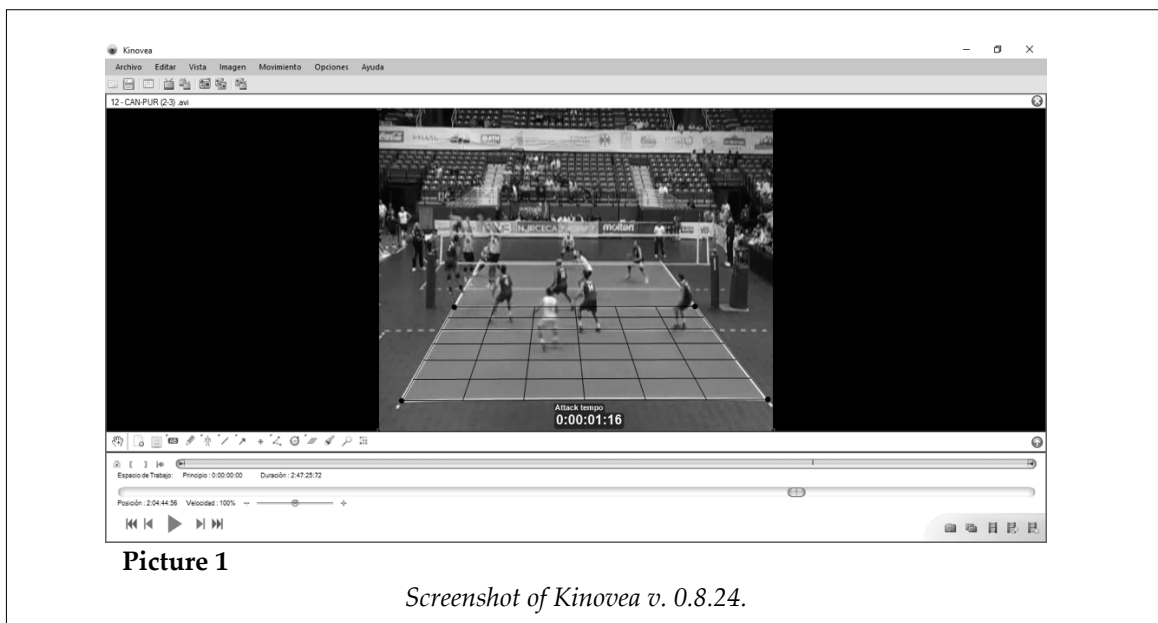 Kinovea
Archivo Editar Vista Imagen Movimiento Opciones Ayuda
12 - CAN-PUR (2-3) .avi
NORCECA
molten
Attack tempo
0:00:01:16
Espacio de Trabajo: Principio : 0:00:00:00 Duración : 2:47:25:72
Posición : 2:04:44:56 Velocidad : 100%
Picture 1
Screenshot of Kinovea v. 0.8.24.